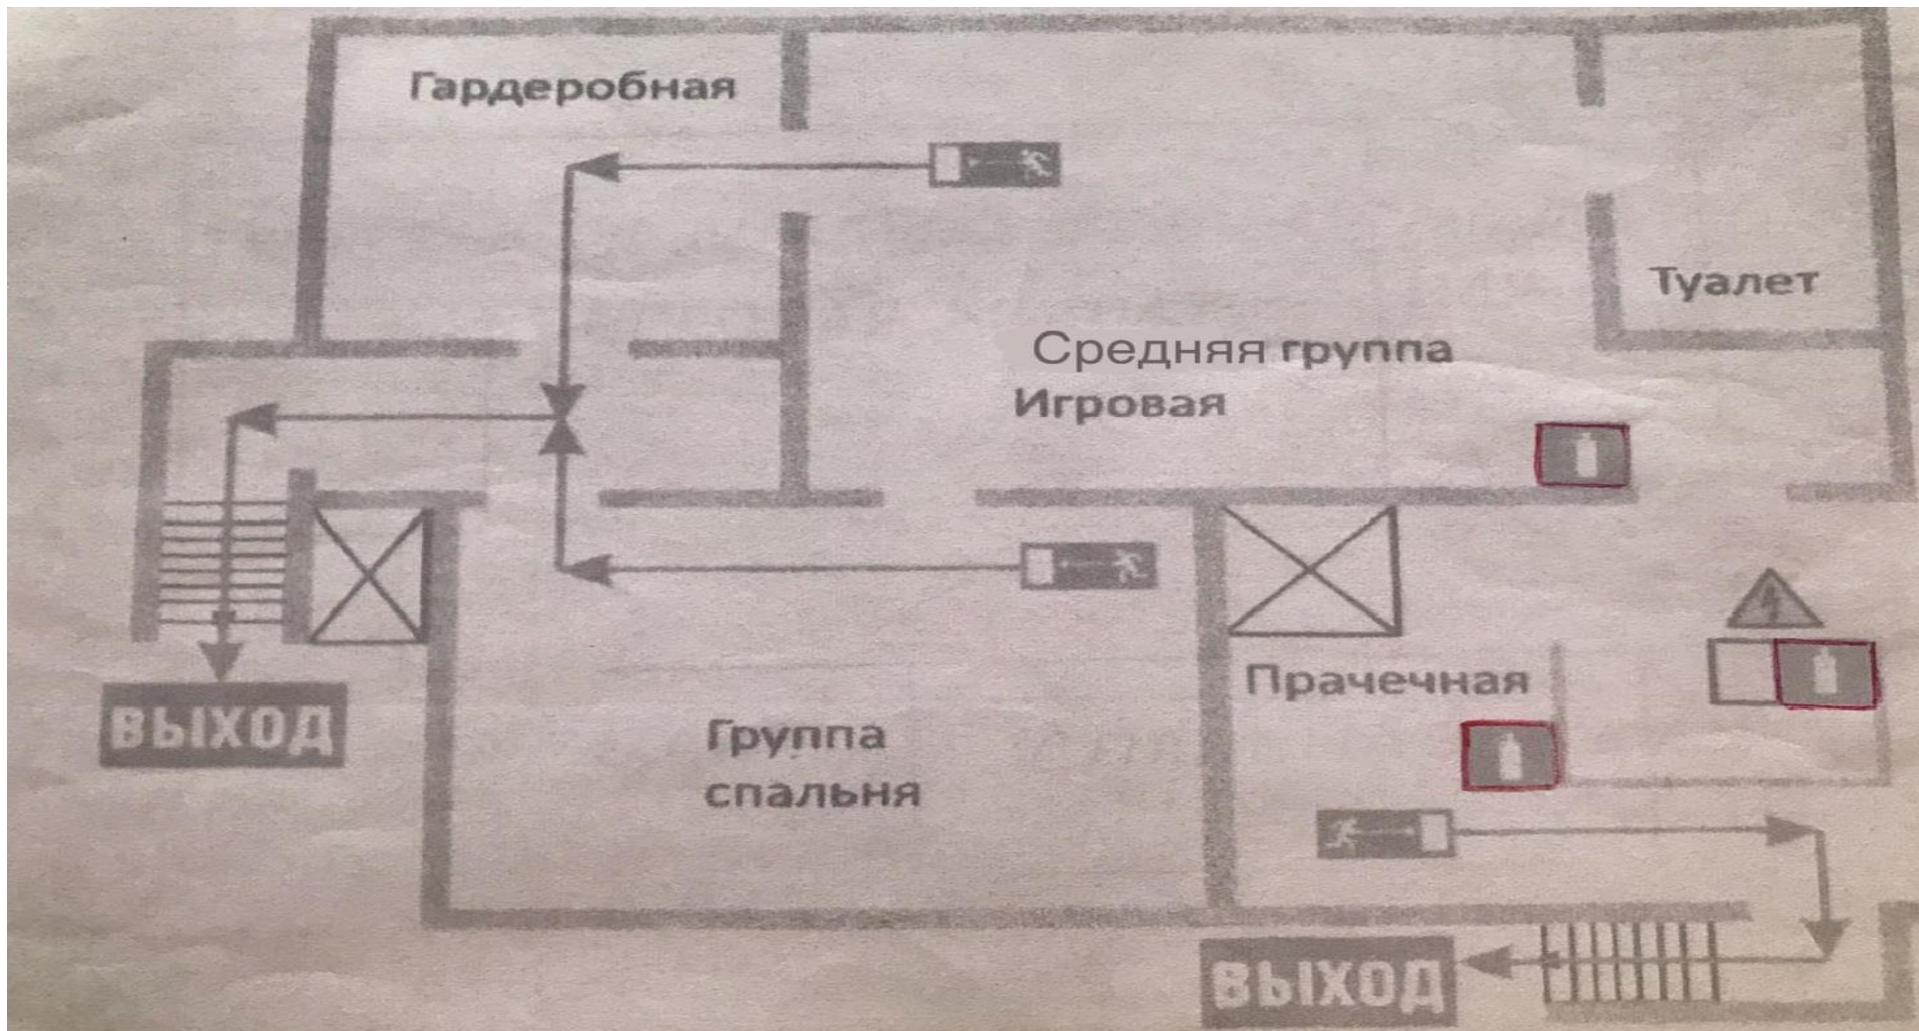 Гардеробная
Туалет
Средняя группа
Игровая
Прачечная
ВЫХОД
Группа
спальня
ВЫХОД